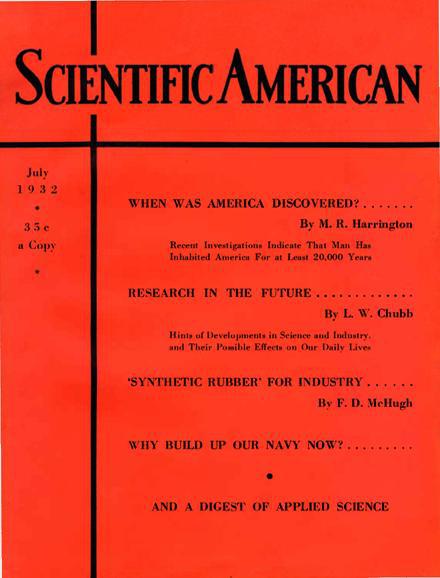 SCIENTIFIC AMERICAN
July
1932
*
35c
a Copy
*
WHEN WAS AMERICA DISCOVERED? . . . . . . .
By M. R. Harrington
Recent Investigations Indicate That Man Has
Inhabited America For at Least 20,000 Years
RESEARCH IN THE FUTURE . . . . . . . . . . . . .
By L. W. Chubb
Hints of Developments in Science and Industry,
and Their Possible Effects on Our Daily Lives
'SYNTHETIC RUBBER' FOR INDUSTRY . . . . . .
By F. D. McHugh
WHY BUILD UP OUR NAVY NOW? . . . . . . . . .
•
AND A DIGEST OF APPLIED SCIENCE